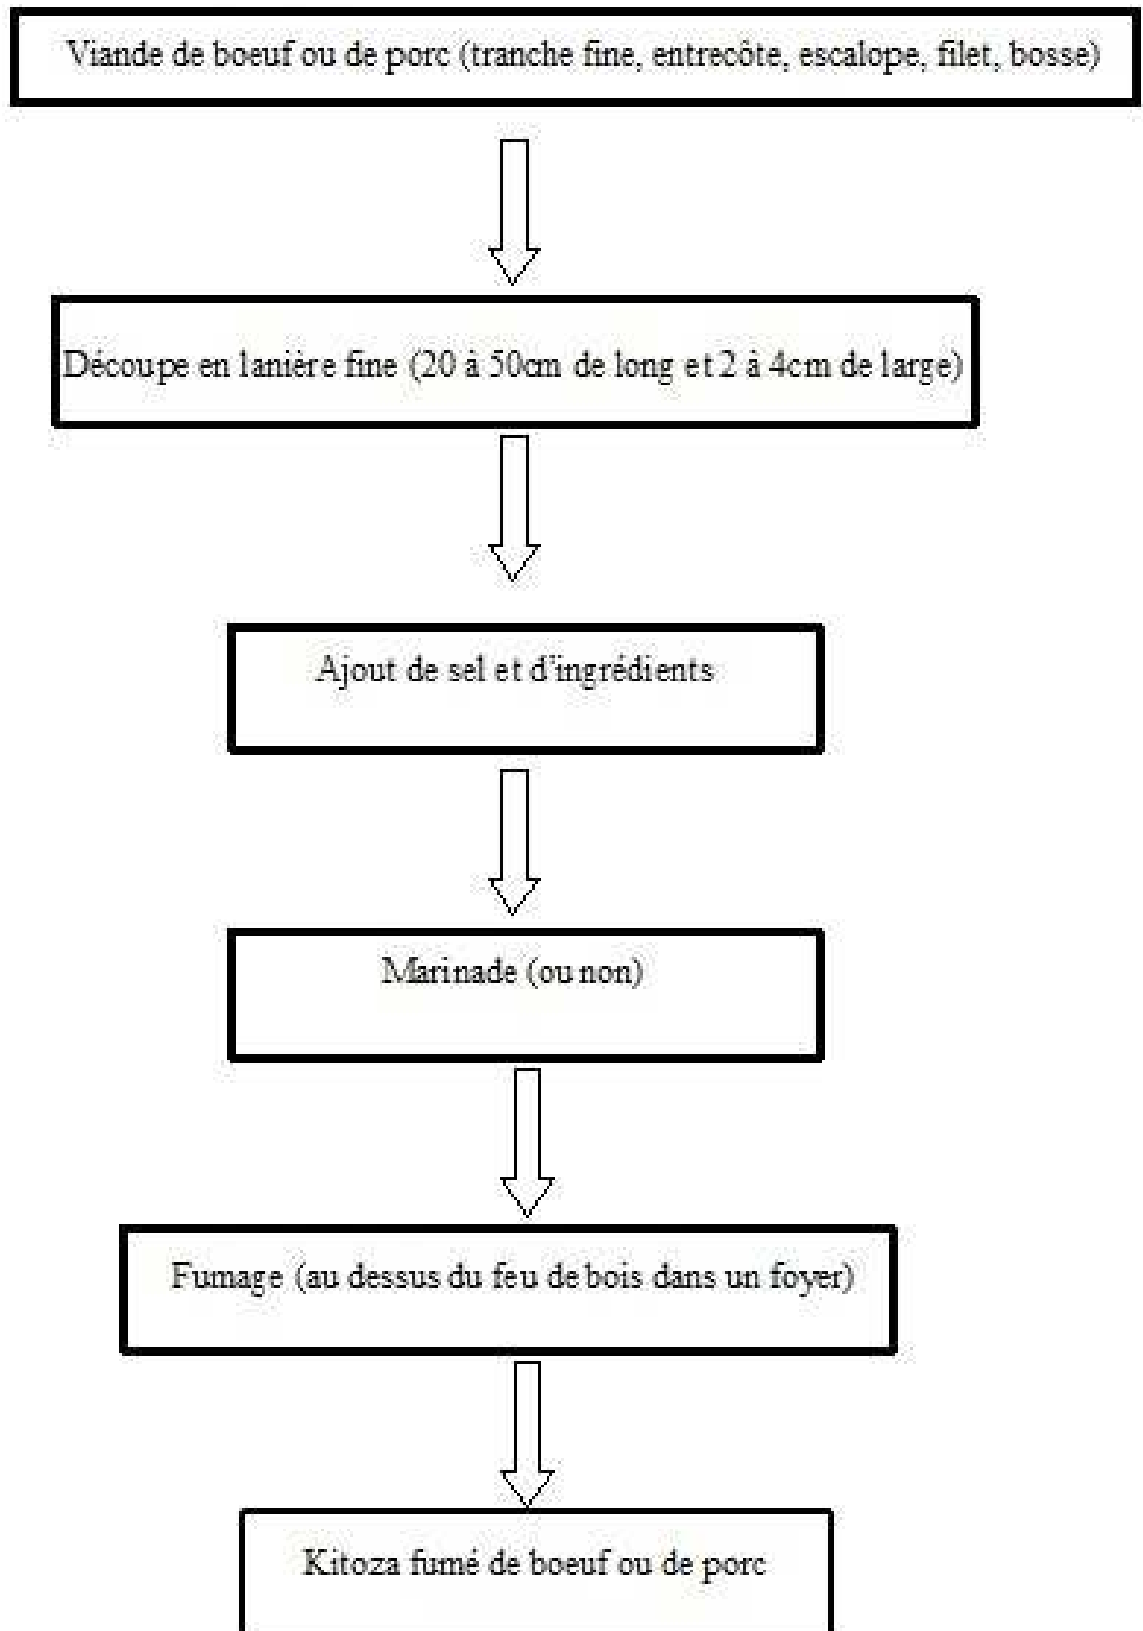 Viande de boeuf ou de porc (tranche fine, entrecôte, escalope, filet, bosse)
Découpe en lanière fine (20 à 50cm de long et 2 à 4cm de large)
Ajout de sel et d'ingrédients
Marinade (ou non)
Fumage (au dessus du feu de bois dans un foyer)
Kitoza fumé de boeuf ou de porc